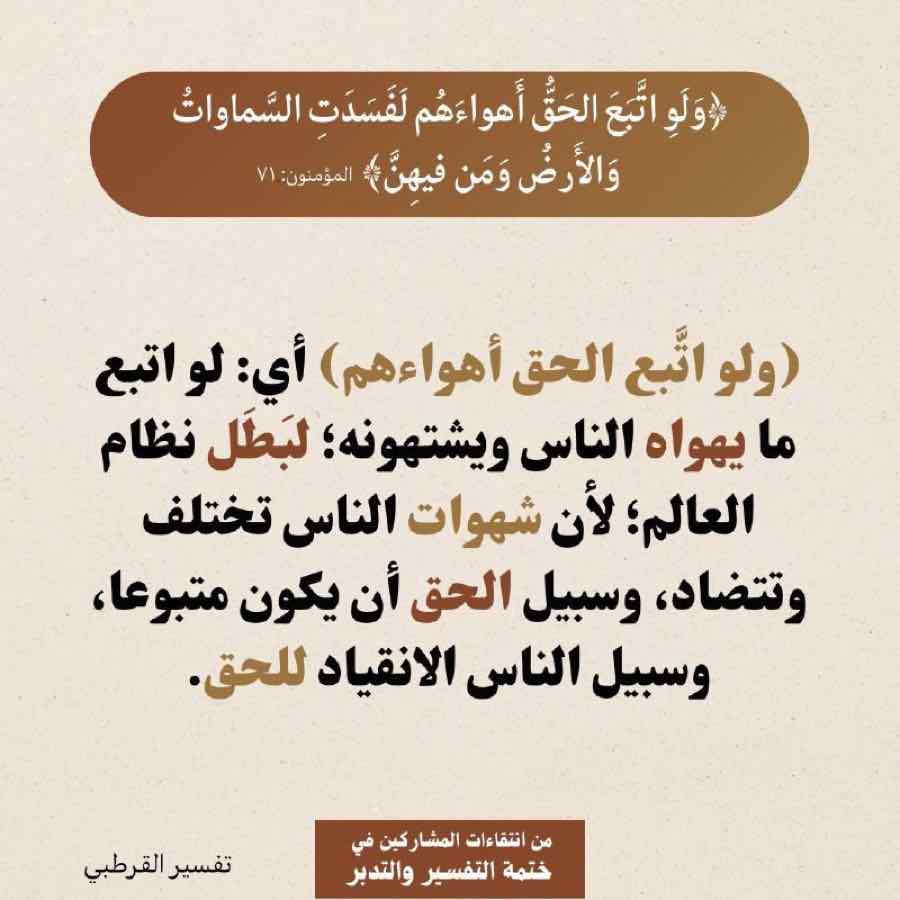 ﴿وَلَوِ اتَّبَعَ الحَقُّ أَهواءَهُم لَفَسَدَتِ السَّماواتُ
وَالأَرضُ وَمَن فيهِنَّ﴾ المؤمنون: ٧١
(ولو اتَّبع الحق أهواءهم) أي: لو اتبع
ما يهواه الناس ويشتهونه؛ لبَطَل نظام
العالم؛ لأن شهوات الناس تختلف
وتتضاد، وسبيل الحق أن يكون متبوعا،
وسبيل الناس الانقياد للحق.
من انتقاءات المشاركين في
ختمة التفسير والتدبر
تفسير القرطبي